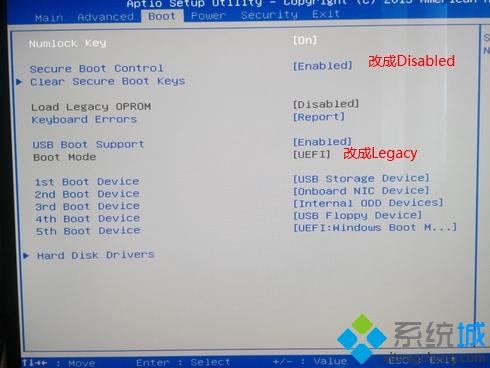 Aptio Setup Utility - Copyright (C) 2013 American
Main Advanced Boot Power Security Exit
Numlock Key [On]
Secure Boot Control [Enabled] 改成Disabled
Clear Secure Boot Keys
Load Legacy OPROM [Disabled]
Keyboard Errors [Report]
USB Boot Support [Enabled]
Boot Mode [UEFI] 改成Legacy
1st Boot Device [USB Storage Device]
2nd Boot Device [Onboard NIC Device]
3rd Boot Device [Internal ODD Devices]
4th Boot Device [USB Floppy Device]
5th Boot Device [UEFI:Windows Boot M...]
Hard Disk Drivers
↑↓←→ : Move Enter : Select +/- : Value ESC : Exit
系统城